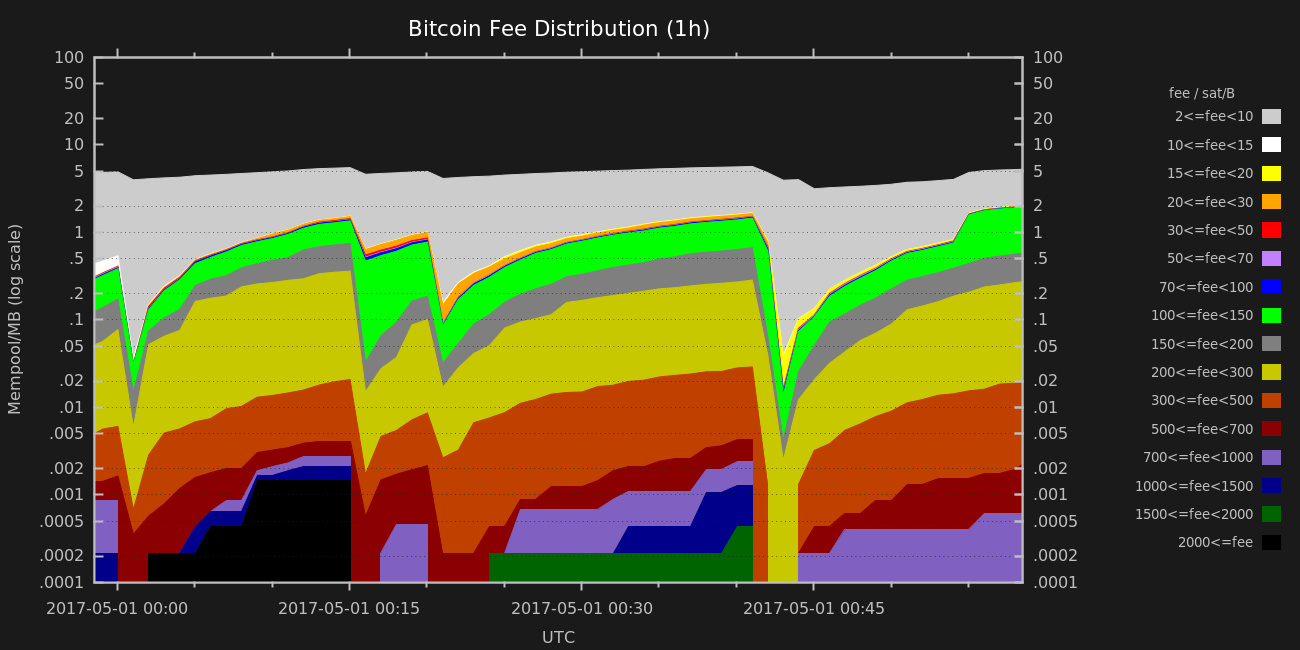 Bitcoin Fee Distribution (1h)
100 100
50 50
20 20
10 10
5 5
2 2
1 1
.5 .5
.2 .2
.1 .1
.05 .05
.02 .02
.01 .01
.005 .005
.002 .002
.001 .001
.0005 .0005
.0002 .0002
.0001 .0001
Mempool/MB (log scale)
2017-05-01 00:00 2017-05-01 00:15 2017-05-01 00:30 2017-05-01 00:45
UTC
fee / sat/B
2<=fee<10
10<=fee<15
15<=fee<20
20<=fee<30
30<=fee<50
50<=fee<70
70<=fee<100
100<=fee<150
150<=fee<200
200<=fee<300
300<=fee<500
500<=fee<700
700<=fee<1000
1000<=fee<1500
1500<=fee<2000
2000<=fee